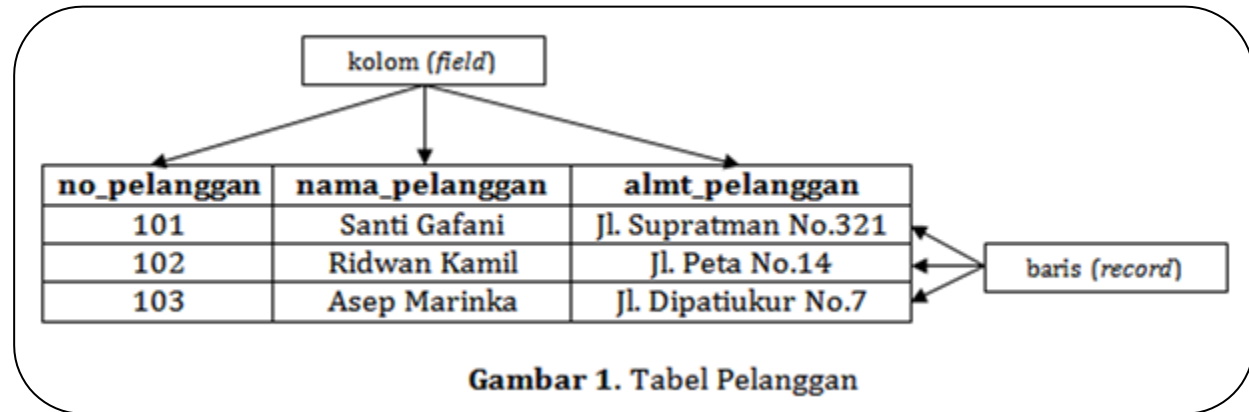 kolom (field)
no_pelanggan nama_pelanggan almt_pelanggan
101 Santi Gafani Jl. Supratman No.321
102 Ridwan Kamil Jl. Peta No.14
103 Asep Marinka Jl. Dipatiukur No.7
baris (record)
Gambar 1. Tabel Pelanggan